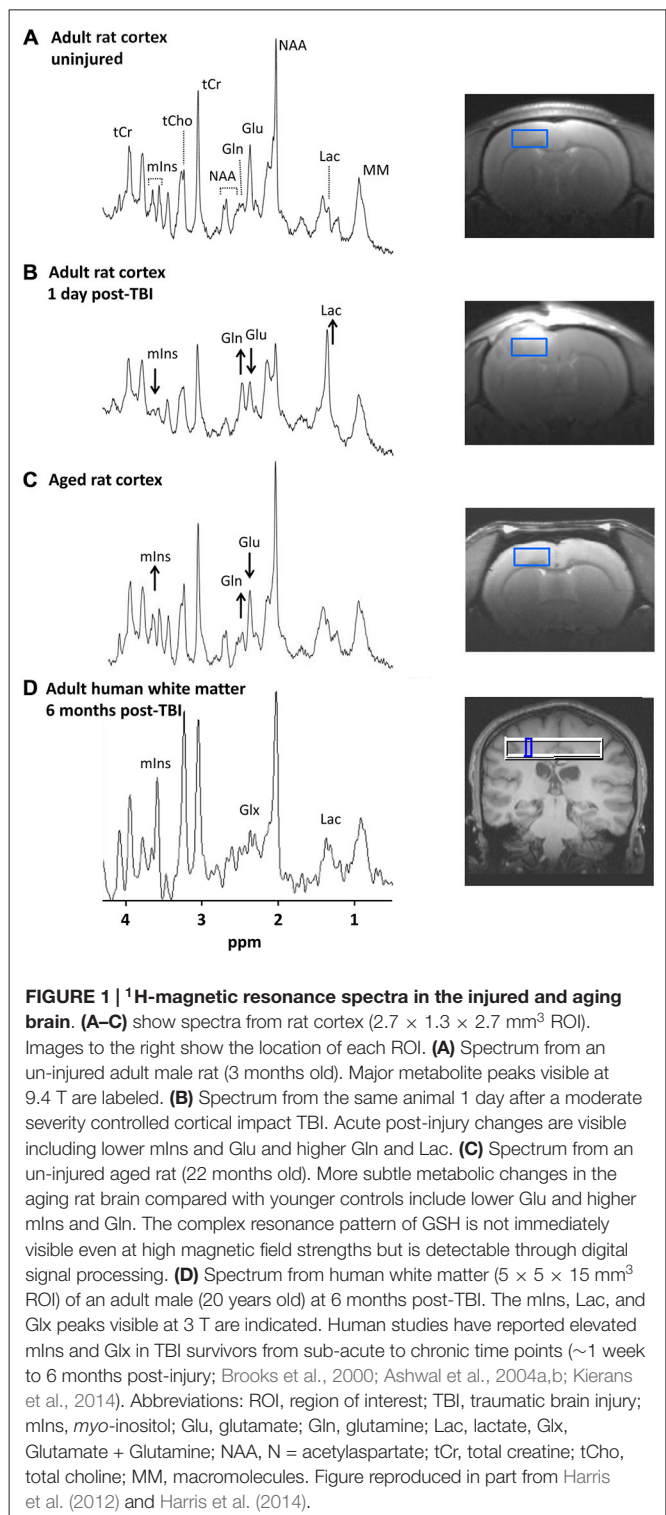 A Adult rat cortex
uninjured
NAA
tCr
tCho
Glu
tCr
Gln
mIns
NAA
Lac
MM
B Adult rat cortex
1 day post-TBI
Lac
Gln Glu
mIns
C Aged rat cortex
mIns
Glu
Gln
D Adult human white matter
6 months post-TBI
mIns
Glx
Lac
4 3 2 1
ppm
FIGURE 1 | ¹H-magnetic resonance spectra in the injured and aging
brain. (A–C) show spectra from rat cortex (2.7 × 1.3 × 2.7 mm³ ROI).
Images to the right show the location of each ROI. (A) Spectrum from an
un-injured adult male rat (3 months old). Major metabolite peaks visible at
9.4 T are labeled. (B) Spectrum from the same animal 1 day after a moderate
severity controlled cortical impact TBI. Acute post-injury changes are visible
including lower mIns and Glu and higher Gln and Lac. (C) Spectrum from an
un-injured aged rat (22 months old). More subtle metabolic changes in the
aging rat brain compared with younger controls include lower Glu and higher
mIns and Gln. The complex resonance pattern of GSH is not immediately
visible even at high magnetic field strengths but is detectable through digital
signal processing. (D) Spectrum from human white matter (5 × 5 × 15 mm³
ROI) of an adult male (20 years old) at 6 months post-TBI. The mIns, Lac, and
Glx peaks visible at 3 T are indicated. Human studies have reported elevated
mIns and Glx in TBI survivors from sub-acute to chronic time points (~1 week
to 6 months post-injury; Brooks et al., 2000; Ashwal et al., 2004a,b; Kierans
et al., 2014). Abbreviations: ROI, region of interest; TBI, traumatic brain injury;
mIns, myo-inositol; Glu, glutamate; Gln, glutamine; Lac, lactate, Glx,
Glutamate + Glutamine; NAA, N = acetylaspartate; tCr, total creatine; tCho,
total choline; MM, macromolecules. Figure reproduced in part from Harris
et al. (2012) and Harris et al. (2014).